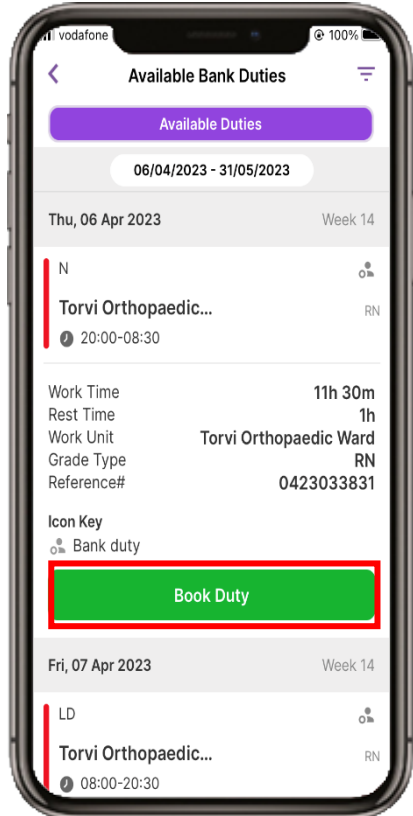 vodafone 100%
Available Bank Duties
Available Duties
06/04/2023 - 31/05/2023
Thu, 06 Apr 2023 Week 14
N
Torvi Orthopaedic... RN
20:00-08:30
Work Time 11h 30m
Rest Time 1h
Work Unit Torvi Orthopaedic Ward
Grade Type RN
Reference# 0423033831
Icon Key
Bank duty
Book Duty
Fri, 07 Apr 2023 Week 14
LD
Torvi Orthopaedic... RN
08:00-20:30